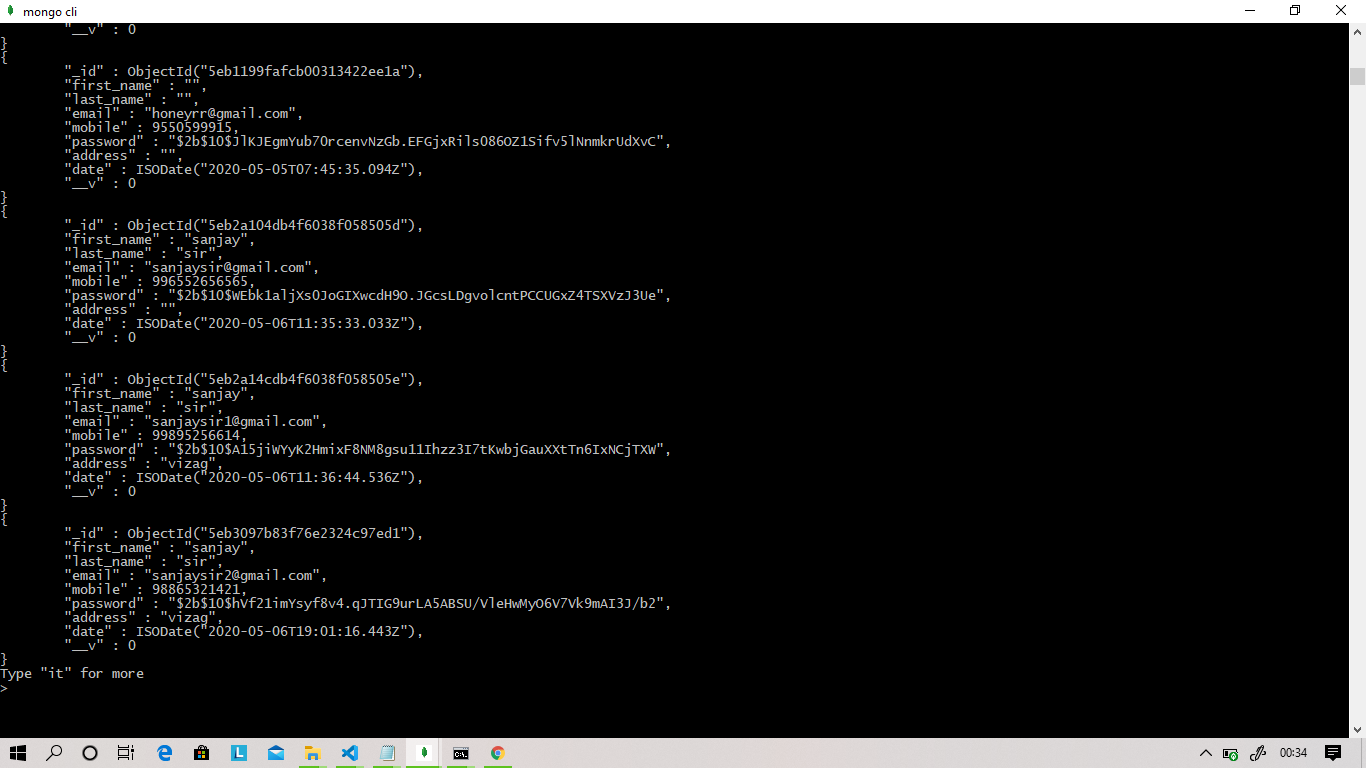 mongo cli
"__v" : 0
}
{
"_id" : ObjectId("5eb1199fafcb00313422ee1a"),
"first_name" : "",
"last_name" : "",
"email" : "honeyrr@gmail.com",
"mobile" : 9550599915,
"password" : "$2b$10$JlKJEgmYub7OrcenvNzGb.EFGjxRilsO86OZ1Sifv5lNnmkrUdXvC",
"address" : "",
"date" : ISODate("2020-05-05T07:45:35.094Z"),
"__v" : 0
}
{
"_id" : ObjectId("5eb2a104db4f6038f058505d"),
"first_name" : "sanjay",
"last_name" : "sir",
"email" : "sanjaysir@gmail.com",
"mobile" : 996552656565,
"password" : "$2b$10$WEbk1aljXsOJoGIXwcdH9O.JGcsLDgvolcntPCCUGxZ4TSXVzJ3Ue",
"address" : "",
"date" : ISODate("2020-05-06T11:35:33.033Z"),
"__v" : 0
}
{
"_id" : ObjectId("5eb2a14cdb4f6038f058505e"),
"first_name" : "sanjay",
"last_name" : "sir",
"email" : "sanjaysir1@gmail.com",
"mobile" : 99895256614,
"password" : "$2b$10$A15jiWYyK2HmixF8NM8gsu11Ihzz3I7tKwbjGauXXtTn6IxNCjTXW",
"address" : "vizag",
"date" : ISODate("2020-05-06T11:36:44.536Z"),
"__v" : 0
}
{
"_id" : ObjectId("5eb3097b83f76e2324c97ed1"),
"first_name" : "sanjay",
"last_name" : "sir",
"email" : "sanjaysir2@gmail.com",
"mobile" : 98865321421,
"password" : "$2b$10$hVf21imYsyf8v4.qJTIG9urLA5ABSU/VleHwMyO6V7Vk9mAI3J/b2",
"address" : "vizag",
"date" : ISODate("2020-05-06T19:01:16.443Z"),
"__v" : 0
}
Type "it" for more
>
00:34